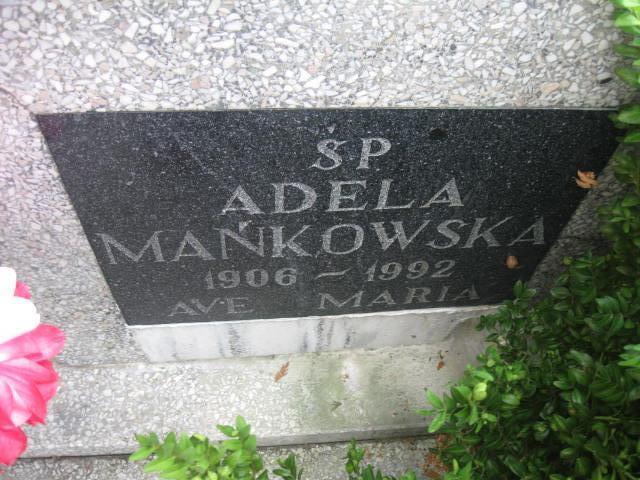 ŚP
ADELA
MAŃKOWSKA
1906 – 1992
AVE MARIA